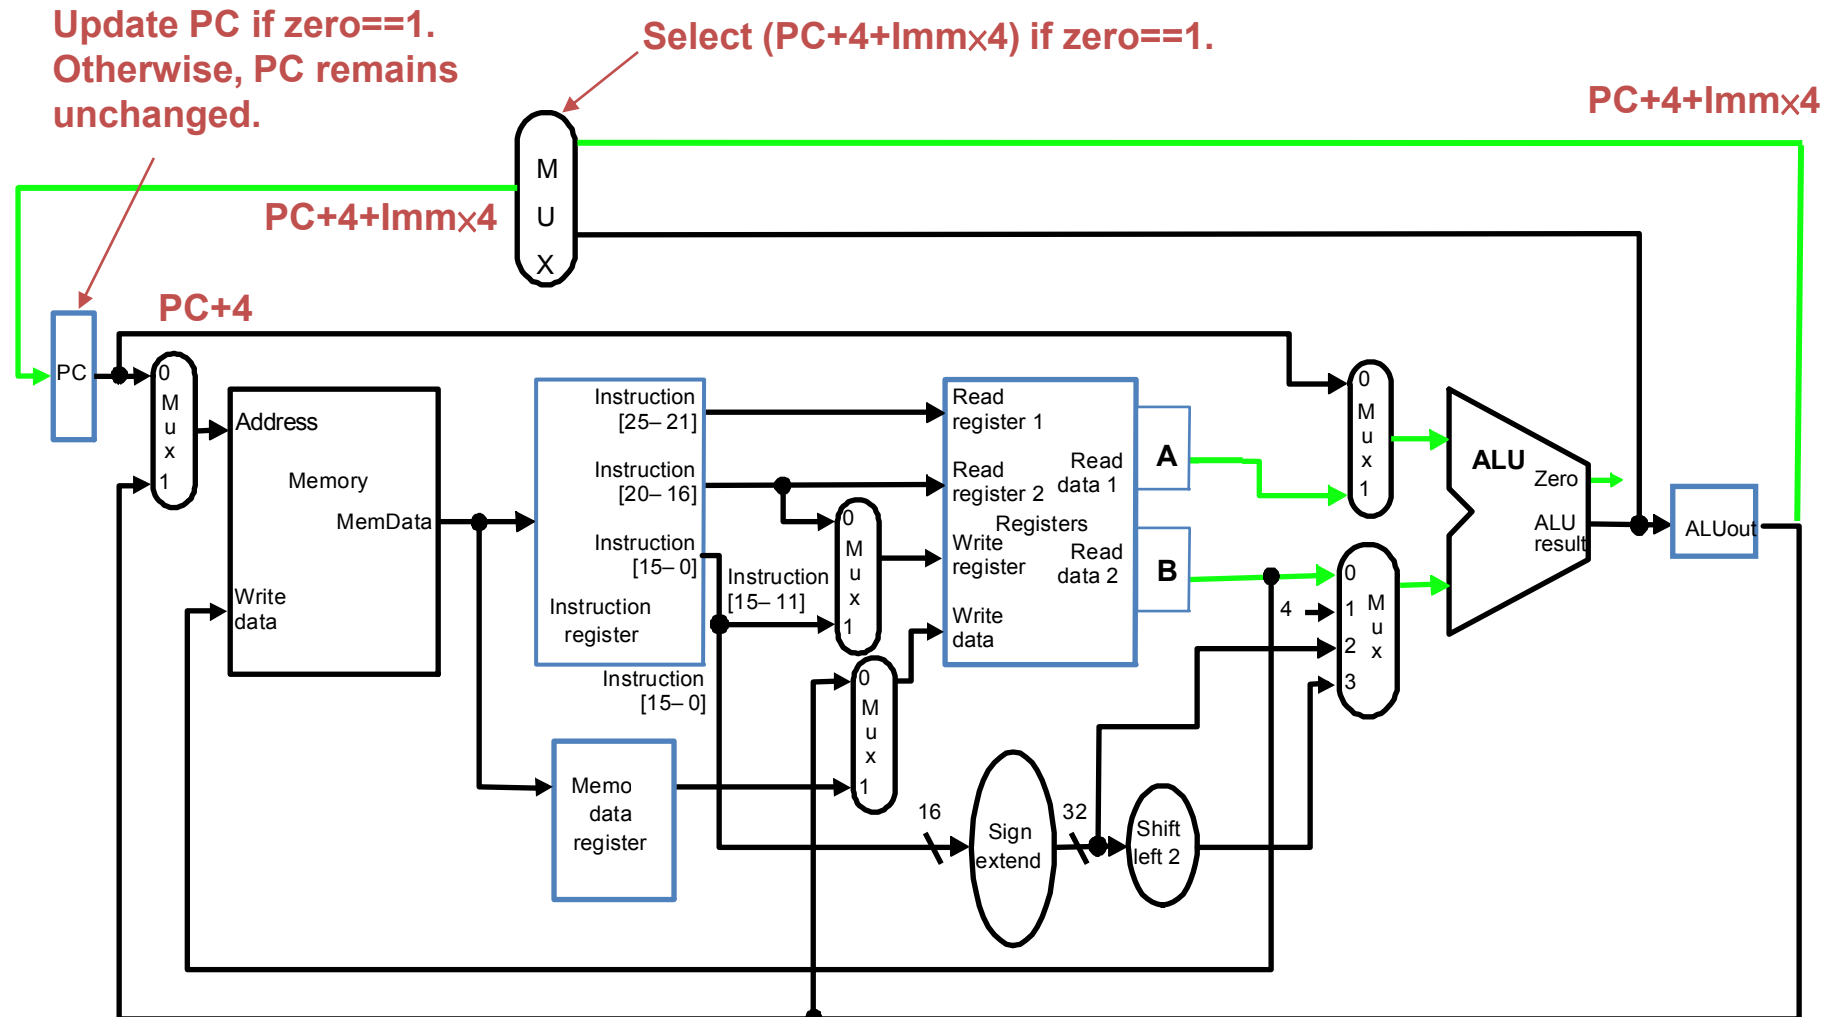 Update PC if zero==1.
Otherwise, PC remains
unchanged.
Select (PC+4+Imm×4) if zero==1.
PC+4+Imm×4
M
U
X
PC+4+Imm×4
PC+4
PC
0
M
u
x
1
Address
Memory
MemData
Write
data
Instruction
[25– 21]
Instruction
[20– 16]
Instruction
[15– 0]
Instruction
register
Instruction
[15– 11]
Instruction
[15– 0]
0
M
u
x
1
0
M
u
x
1
Memo
data
register
Read
register 1
Read
register 2
Registers
Write
register
Write
data
Read
data 1
Read
data 2
A
B
16
Sign
extend
32
Shift
left 2
0
M
u
x
1
4
0
1
2
3
M
u
x
ALU
Zero
ALU
result
ALUout